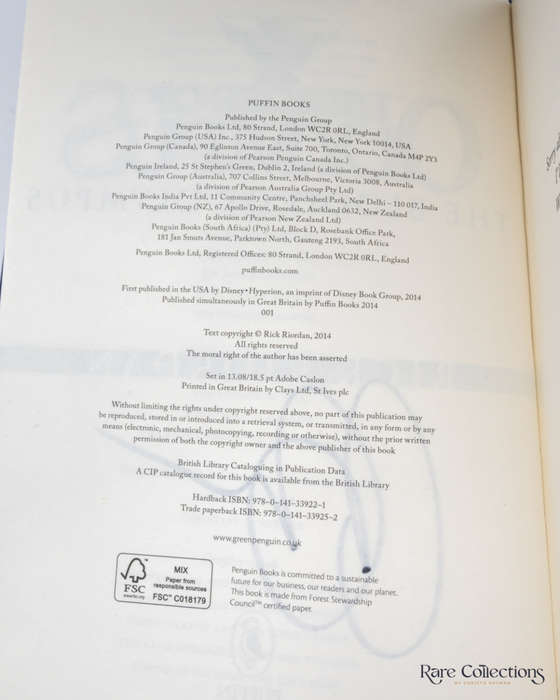 PUFFIN BOOKS
Published by the Penguin Group
Penguin Books Ltd, 80 Strand, London WC2R 0RL, England
Penguin Group (USA) Inc., 375 Hudson Street, New York, New York 10014, USA
Penguin Group (Canada), 90 Eglinton Avenue East, Suite 700, Toronto, Ontario, Canada M4P 2Y3
(a division of Pearson Penguin Canada Inc.)
Penguin Ireland, 25 St Stephen's Green, Dublin 2, Ireland (a division of Penguin Books Ltd)
Penguin Group (Australia), 707 Collins Street, Melbourne, Victoria 3008, Australia
(a division of Pearson Australia Group Pty Ltd)
Penguin Books India Pvt Ltd, 11 Community Centre, Panchsheel Park, New Delhi – 110 017, India
Penguin Group (NZ), 67 Apollo Drive, Rosedale, Auckland 0632, New Zealand
(a division of Pearson New Zealand Ltd)
Penguin Books (South Africa) (Pty) Ltd, Block D, Rosebank Office Park,
181 Jan Smuts Avenue, Parktown North, Gauteng 2193, South Africa
Penguin Books Ltd, Registered Offices: 80 Strand, London WC2R 0RL, England
puffinbooks.com
First published in the USA by Disney • Hyperion, an imprint of Disney Book Group, 2014
Published simultaneously in Great Britain by Puffin Books 2014
001
Text copyright © Rick Riordan, 2014
All rights reserved
The moral right of the author has been asserted
Set in 13.08/18.5 pt Adobe Caslon
Printed in Great Britain by Clays Ltd, St Ives plc
Without limiting the rights under copyright reserved above, no part of this publication may
be reproduced, stored in or introduced into a retrieval system, or transmitted, in any form or by any
means (electronic, mechanical, photocopying, recording or otherwise), without the prior written
permission of both the copyright owner and the above publisher of this book
British Library Cataloguing in Publication Data
A CIP catalogue record for this book is available from the British Library
Hardback ISBN: 978–0–141–33922–1
Trade paperback ISBN: 978–0–141–33925–2
www.greenpenguin.co.uk
FSC
www.fsc.org
MIX
Paper from
responsible sources
FSC™ C018179
Penguin Books is committed to a sustainable
future for our business, our readers and our planet.
This book is made from Forest Stewardship
Council™ certified paper.
Rare Collections